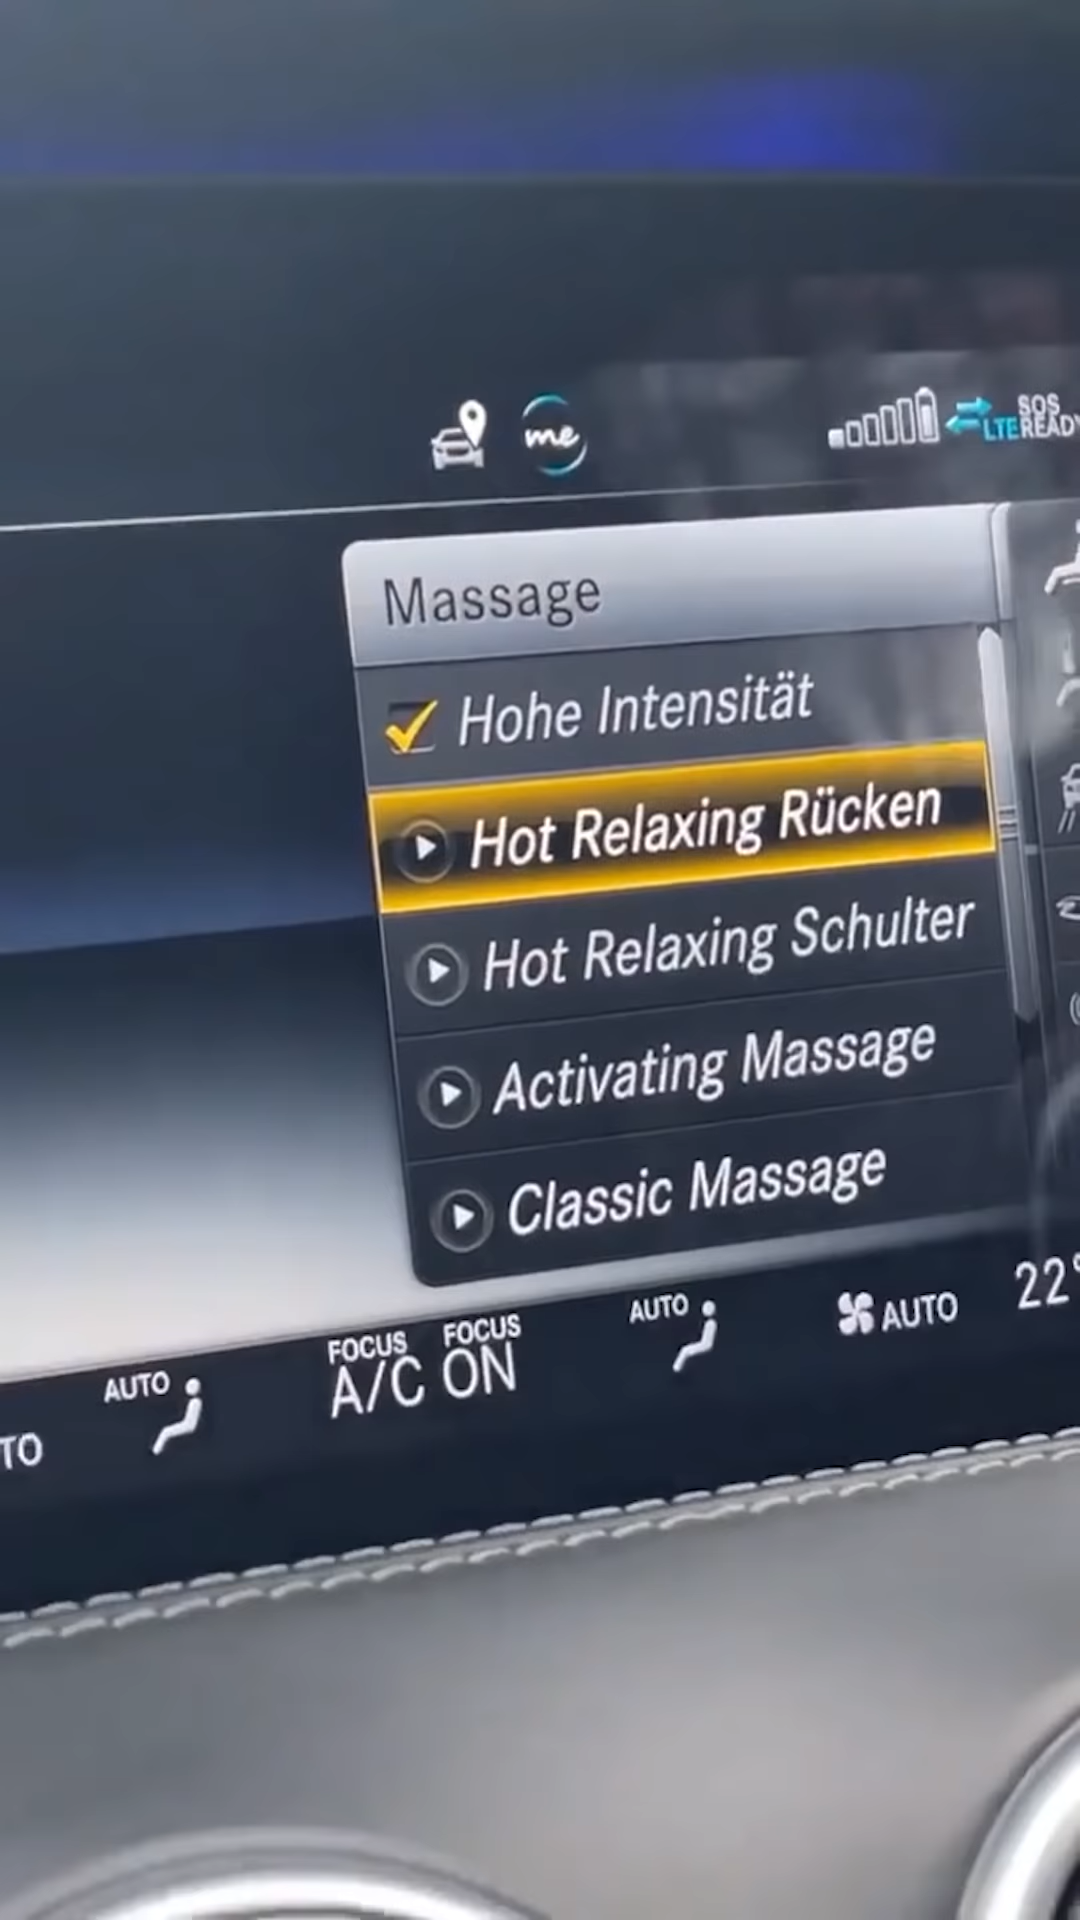 me
LTE
SOS
READY
Massage
Hohe Intensität
Hot Relaxing Rücken
Hot Relaxing Schulter
Activating Massage
Classic Massage
TO
AUTO
FOCUS FOCUS
A/C ON
AUTO
AUTO
22°